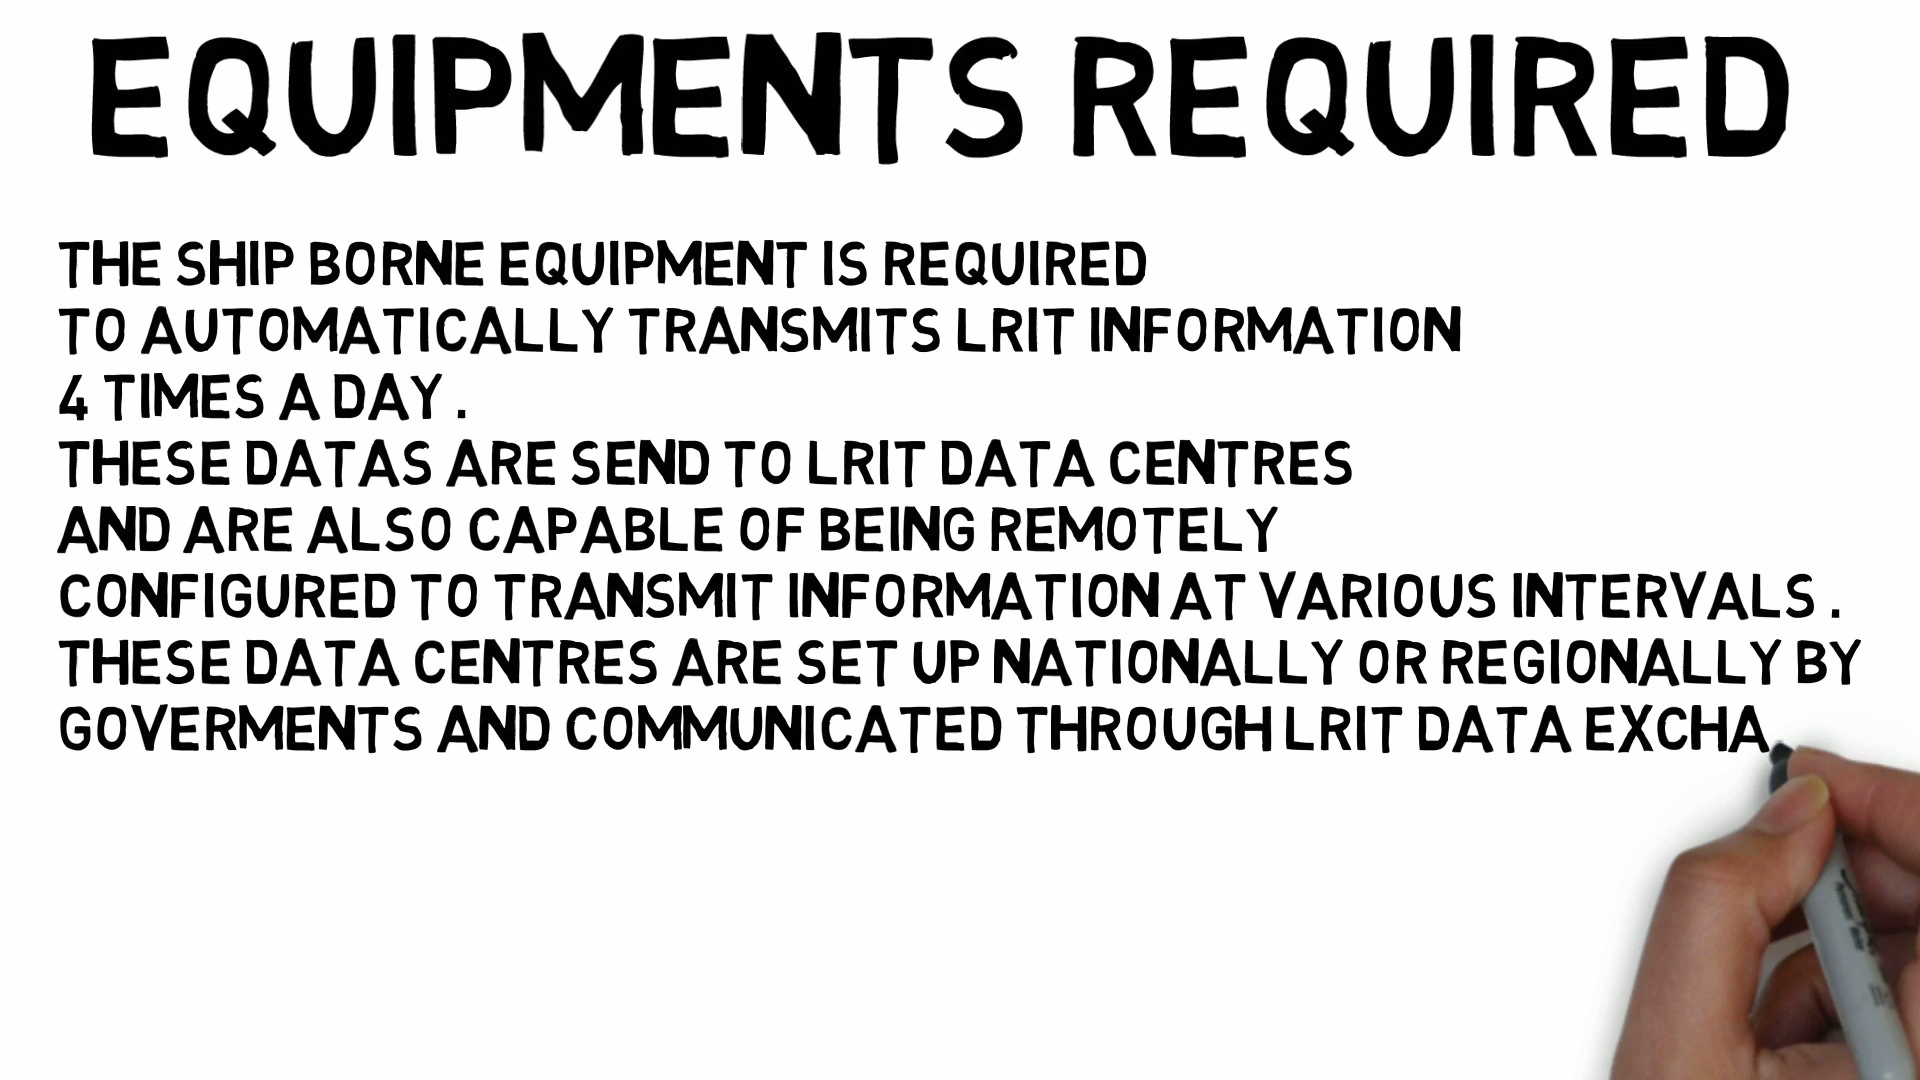 EQUIPMENTS REQUIRED
THE SHIP BORNE EQUIPMENT IS REQUIRED
TO AUTOMATICALLY TRANSMITS LRIT INFORMATION
4 TIMES A DAY .
THESE DATAS ARE SEND TO LRIT DATA CENTRES
AND ARE ALSO CAPABLE OF BEING REMOTELY
CONFIGURED TO TRANSMIT INFORMATION AT VARIOUS INTERVALS .
THESE DATA CENTRES ARE SET UP NATIONALLY OR REGIONALLY BY
GOVERMENTS AND COMMUNICATED THROUGH LRIT DATA EXCHA